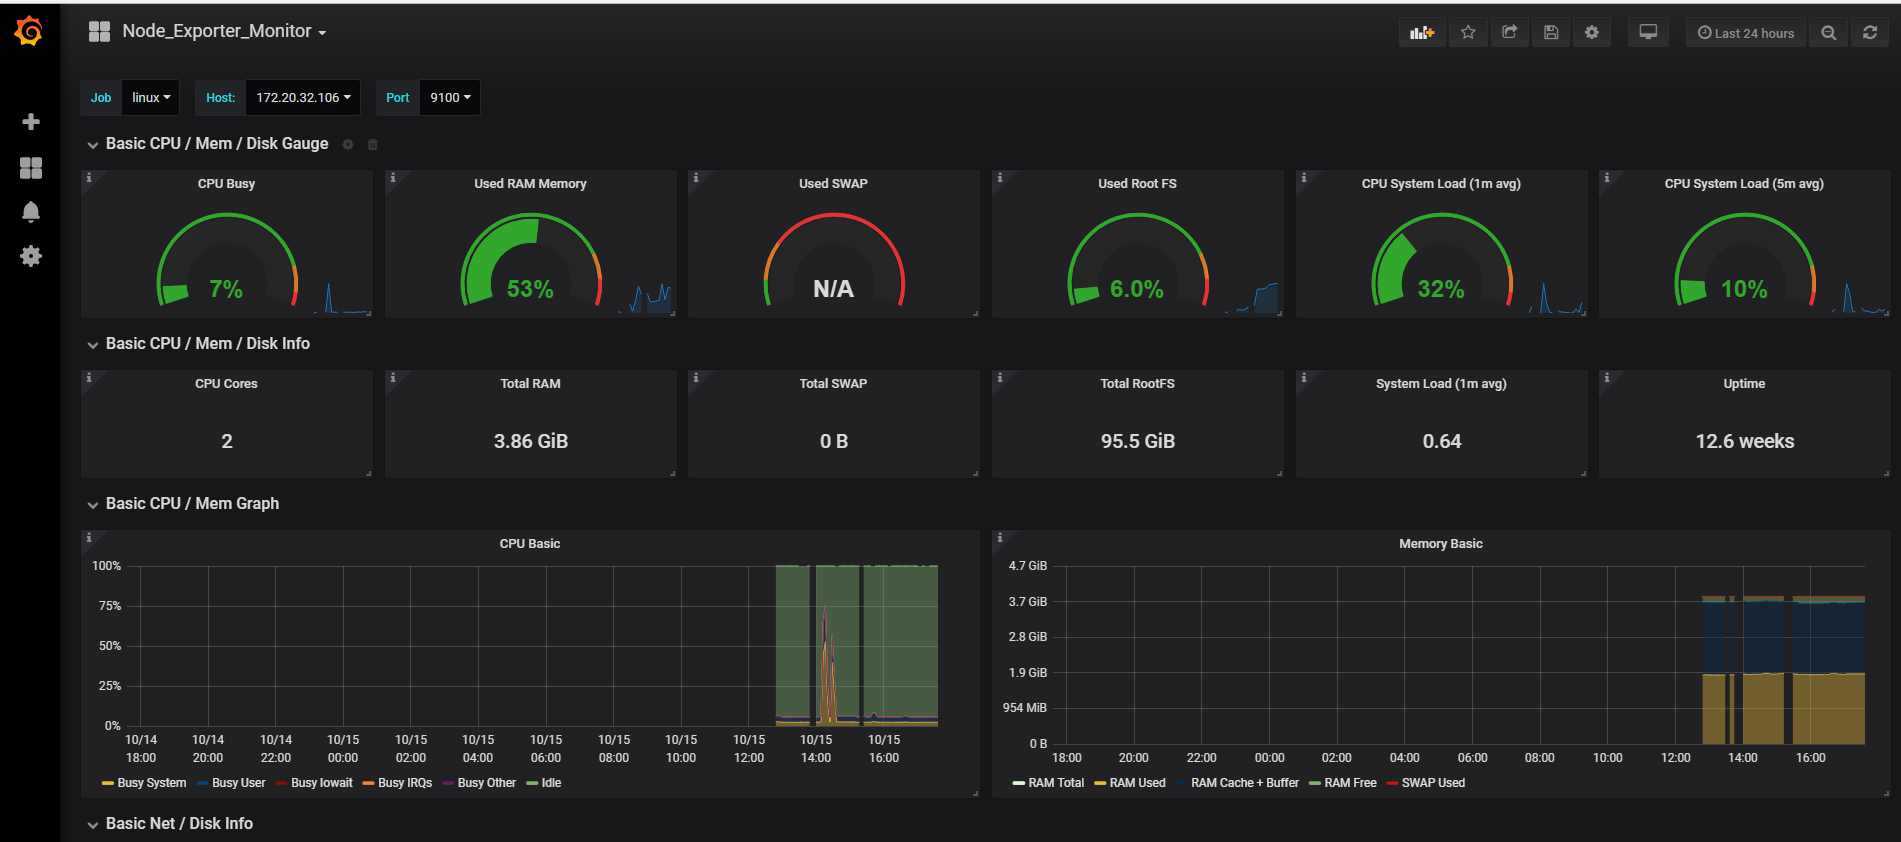 Node_Exporter_Monitor
Last 24 hours
Job linux Host: 172.20.32.106 Port 9100
Basic CPU / Mem / Disk Gauge
CPU Busy
7%
Used RAM Memory
53%
Used SWAP
N/A
Used Root FS
6.0%
CPU System Load (1m avg)
32%
CPU System Load (5m avg)
10%
Basic CPU / Mem / Disk Info
CPU Cores
2
Total RAM
3.86 GiB
Total SWAP
0 B
Total RootFS
95.5 GiB
System Load (1m avg)
0.64
Uptime
12.6 weeks
Basic CPU / Mem Graph
CPU Basic
100%
75%
50%
25%
0%
10/14 10/14 10/14 10/15 10/15 10/15 10/15 10/15 10/15 10/15 10/15 10/15
18:00 20:00 22:00 00:00 02:00 04:00 06:00 08:00 10:00 12:00 14:00 16:00
Busy System Busy User Busy Iowait Busy IRQs Busy Other Idle
Memory Basic
4.7 GiB
3.7 GiB
2.8 GiB
1.9 GiB
954 MiB
0 B
18:00 20:00 22:00 00:00 02:00 04:00 06:00 08:00 10:00 12:00 14:00 16:00
RAM Total RAM Used RAM Cache + Buffer RAM Free SWAP Used
Basic Net / Disk Info